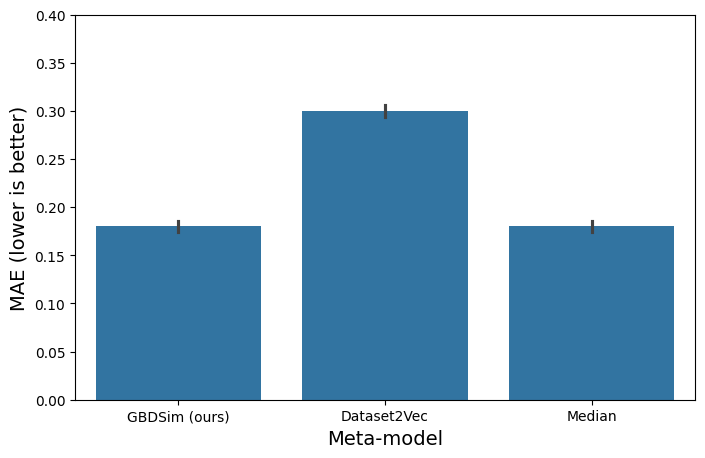 0.40
0.35
0.30
0.25
0.20
0.15
0.10
0.05
0.00
MAE (lower is better)
GBDSim (ours)
Dataset2Vec
Median
Meta-model